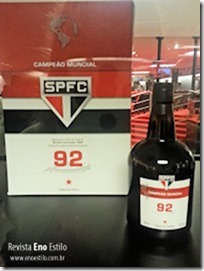 CAMPEÃO MUNDIAL
SPFC
92
CAMPEÃO MUNDIAL
92
Revista Eno Estilo
www.enoestilo.com.br